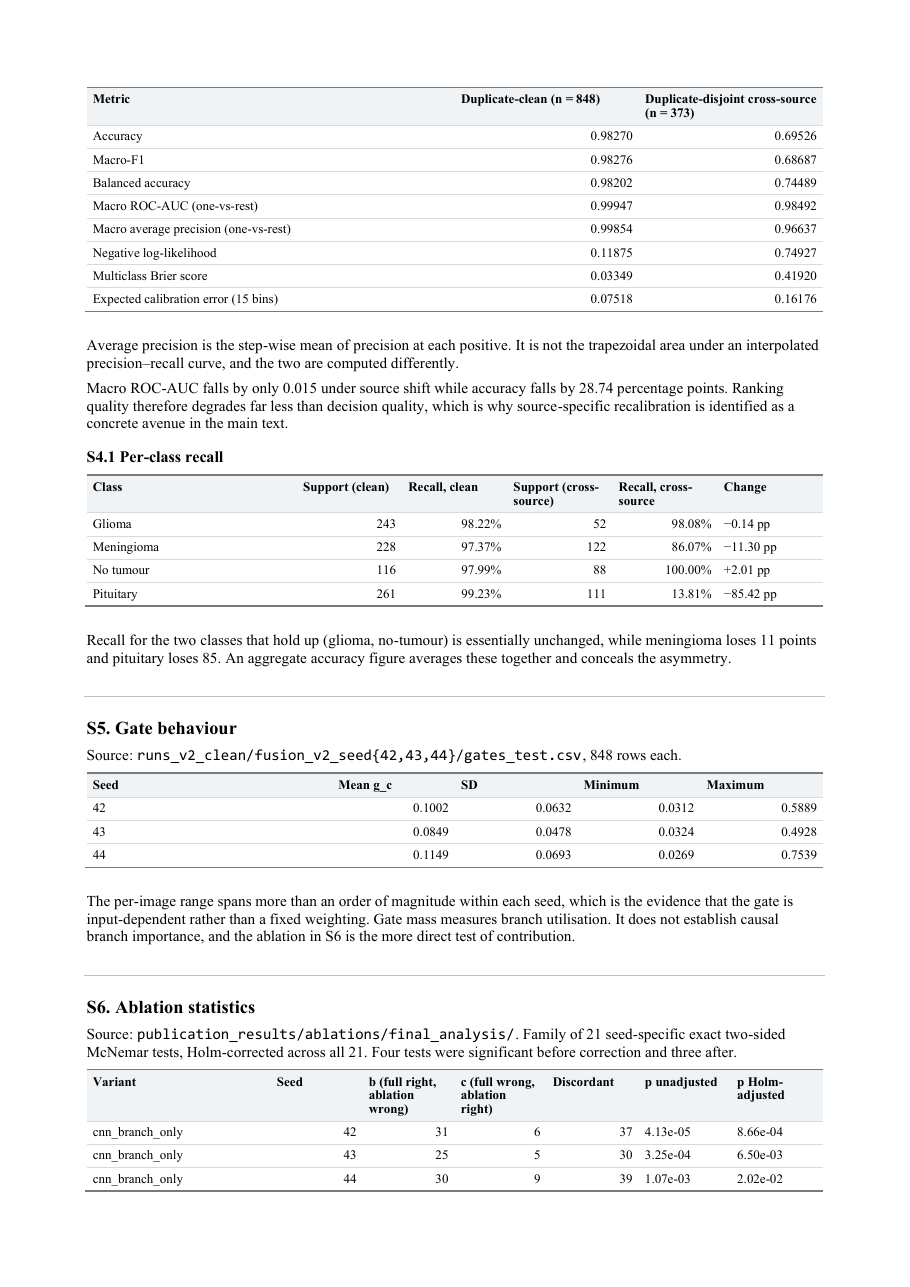 Metric Duplicate-clean (n = 848) Duplicate-disjoint cross-source
(n = 373)
Accuracy 0.98270 0.69526
Macro-F1 0.98276 0.68687
Balanced accuracy 0.98202 0.74489
Macro ROC-AUC (one-vs-rest) 0.99947 0.98492
Macro average precision (one-vs-rest) 0.99854 0.96637
Negative log-likelihood 0.11875 0.74927
Multiclass Brier score 0.03349 0.41920
Expected calibration error (15 bins) 0.07518 0.16176
Average precision is the step-wise mean of precision at each positive. It is not the trapezoidal area under an interpolated
precision–recall curve, and the two are computed differently.
Macro ROC-AUC falls by only 0.015 under source shift while accuracy falls by 28.74 percentage points. Ranking
quality therefore degrades far less than decision quality, which is why source-specific recalibration is identified as a
concrete avenue in the main text.
S4.1 Per-class recall
Class Support (clean) Recall, clean Support (cross- Recall, cross- Change
source) source
Glioma 243 98.22% 52 98.08% −0.14 pp
Meningioma 228 97.37% 122 86.07% −11.30 pp
No tumour 116 97.99% 88 100.00% +2.01 pp
Pituitary 261 99.23% 111 13.81% −85.42 pp
Recall for the two classes that hold up (glioma, no-tumour) is essentially unchanged, while meningioma loses 11 points
and pituitary loses 85. An aggregate accuracy figure averages these together and conceals the asymmetry.
S5. Gate behaviour
Source: runs_v2_clean/fusion_v2_seed{42,43,44}/gates_test.csv, 848 rows each.
Seed Mean g_c SD Minimum Maximum
42 0.1002 0.0632 0.0312 0.5889
43 0.0849 0.0478 0.0324 0.4928
44 0.1149 0.0693 0.0269 0.7539
The per-image range spans more than an order of magnitude within each seed, which is the evidence that the gate is
input-dependent rather than a fixed weighting. Gate mass measures branch utilisation. It does not establish causal
branch importance, and the ablation in S6 is the more direct test of contribution.
S6. Ablation statistics
Source: publication_results/ablations/final_analysis/. Family of 21 seed-specific exact two-sided
McNemar tests, Holm-corrected across all 21. Four tests were significant before correction and three after.
Variant Seed b (full right, c (full wrong, Discordant p unadjusted p Holm-
ablation ablation adjusted
wrong) right)
cnn_branch_only 42 31 6 37 4.13e-05 8.66e-04
cnn_branch_only 43 25 5 30 3.25e-04 6.50e-03
cnn_branch_only 44 30 9 39 1.07e-03 2.02e-02